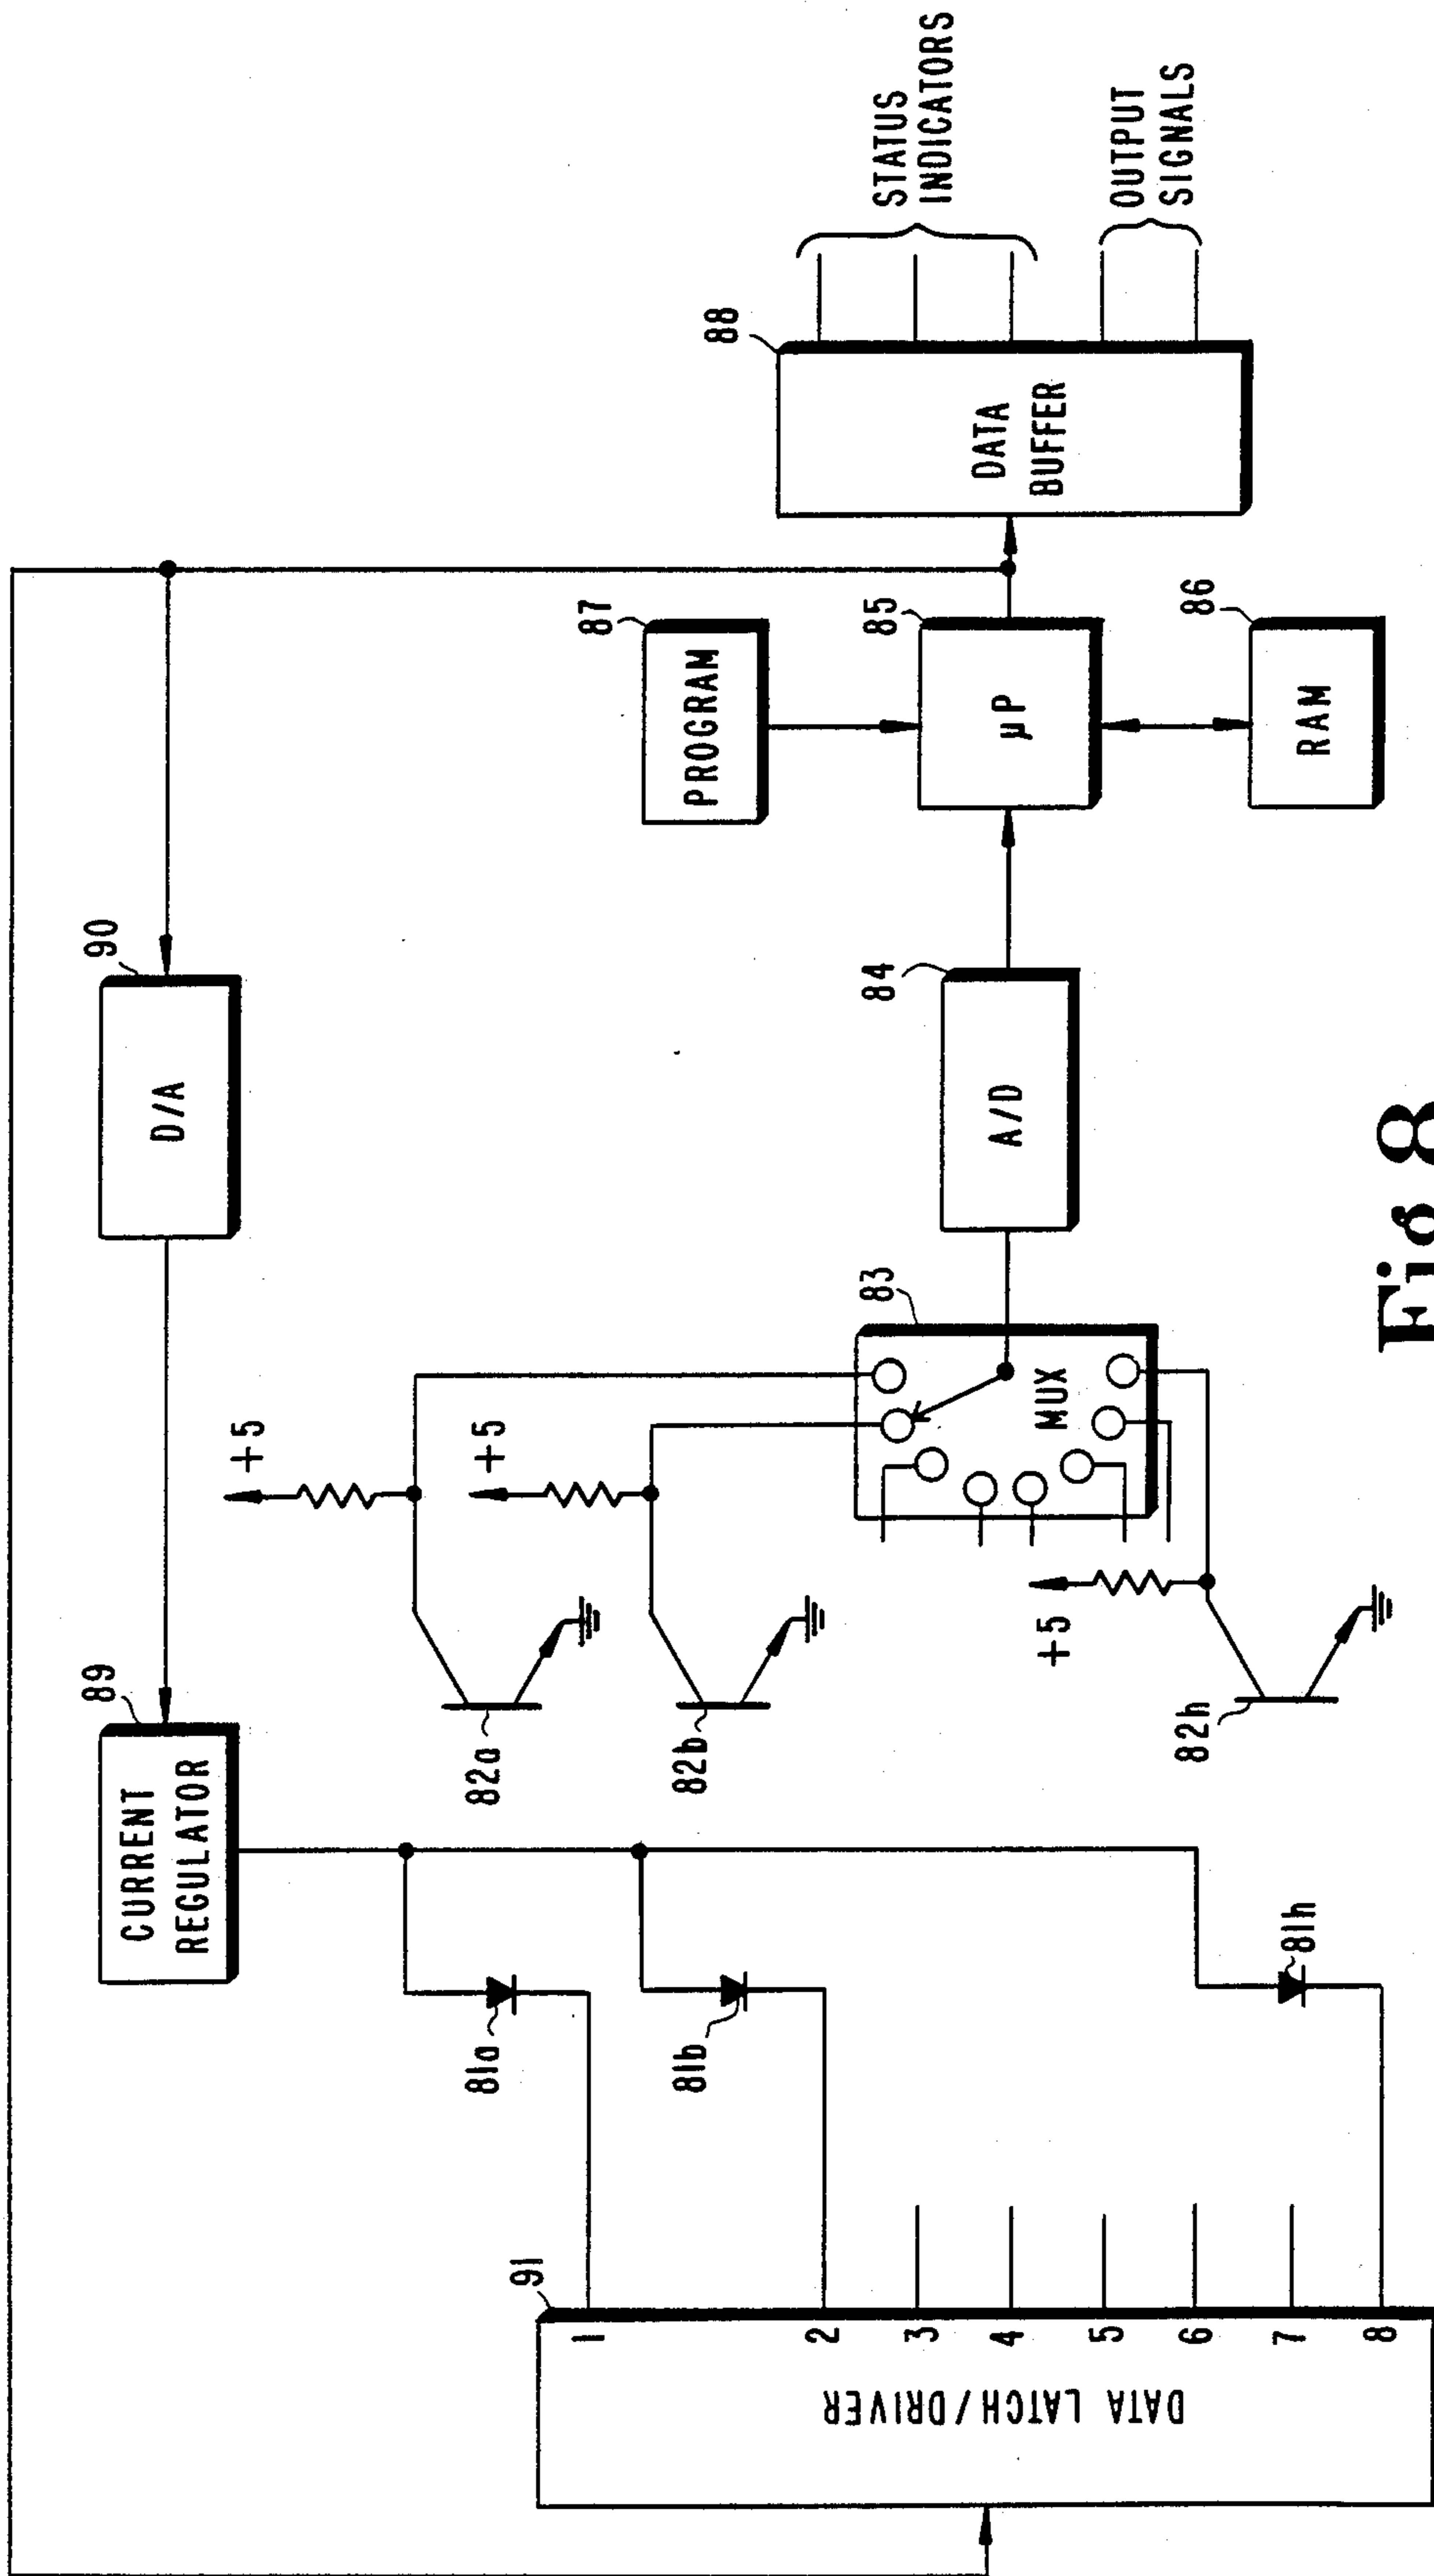 91
DATA LATCH/DRIVER
1
2
3
4
5
6
7
8
81a
81b
81h
89
CURRENT
REGULATOR
82a
82b
82h
+5
+5
+5
83
MUX
90
D/A
84
A/D
87
PROGRAM
85
µP
86
RAM
88
DATA
BUFFER
STATUS
INDICATORS
OUTPUT
SIGNALS
Fig 8